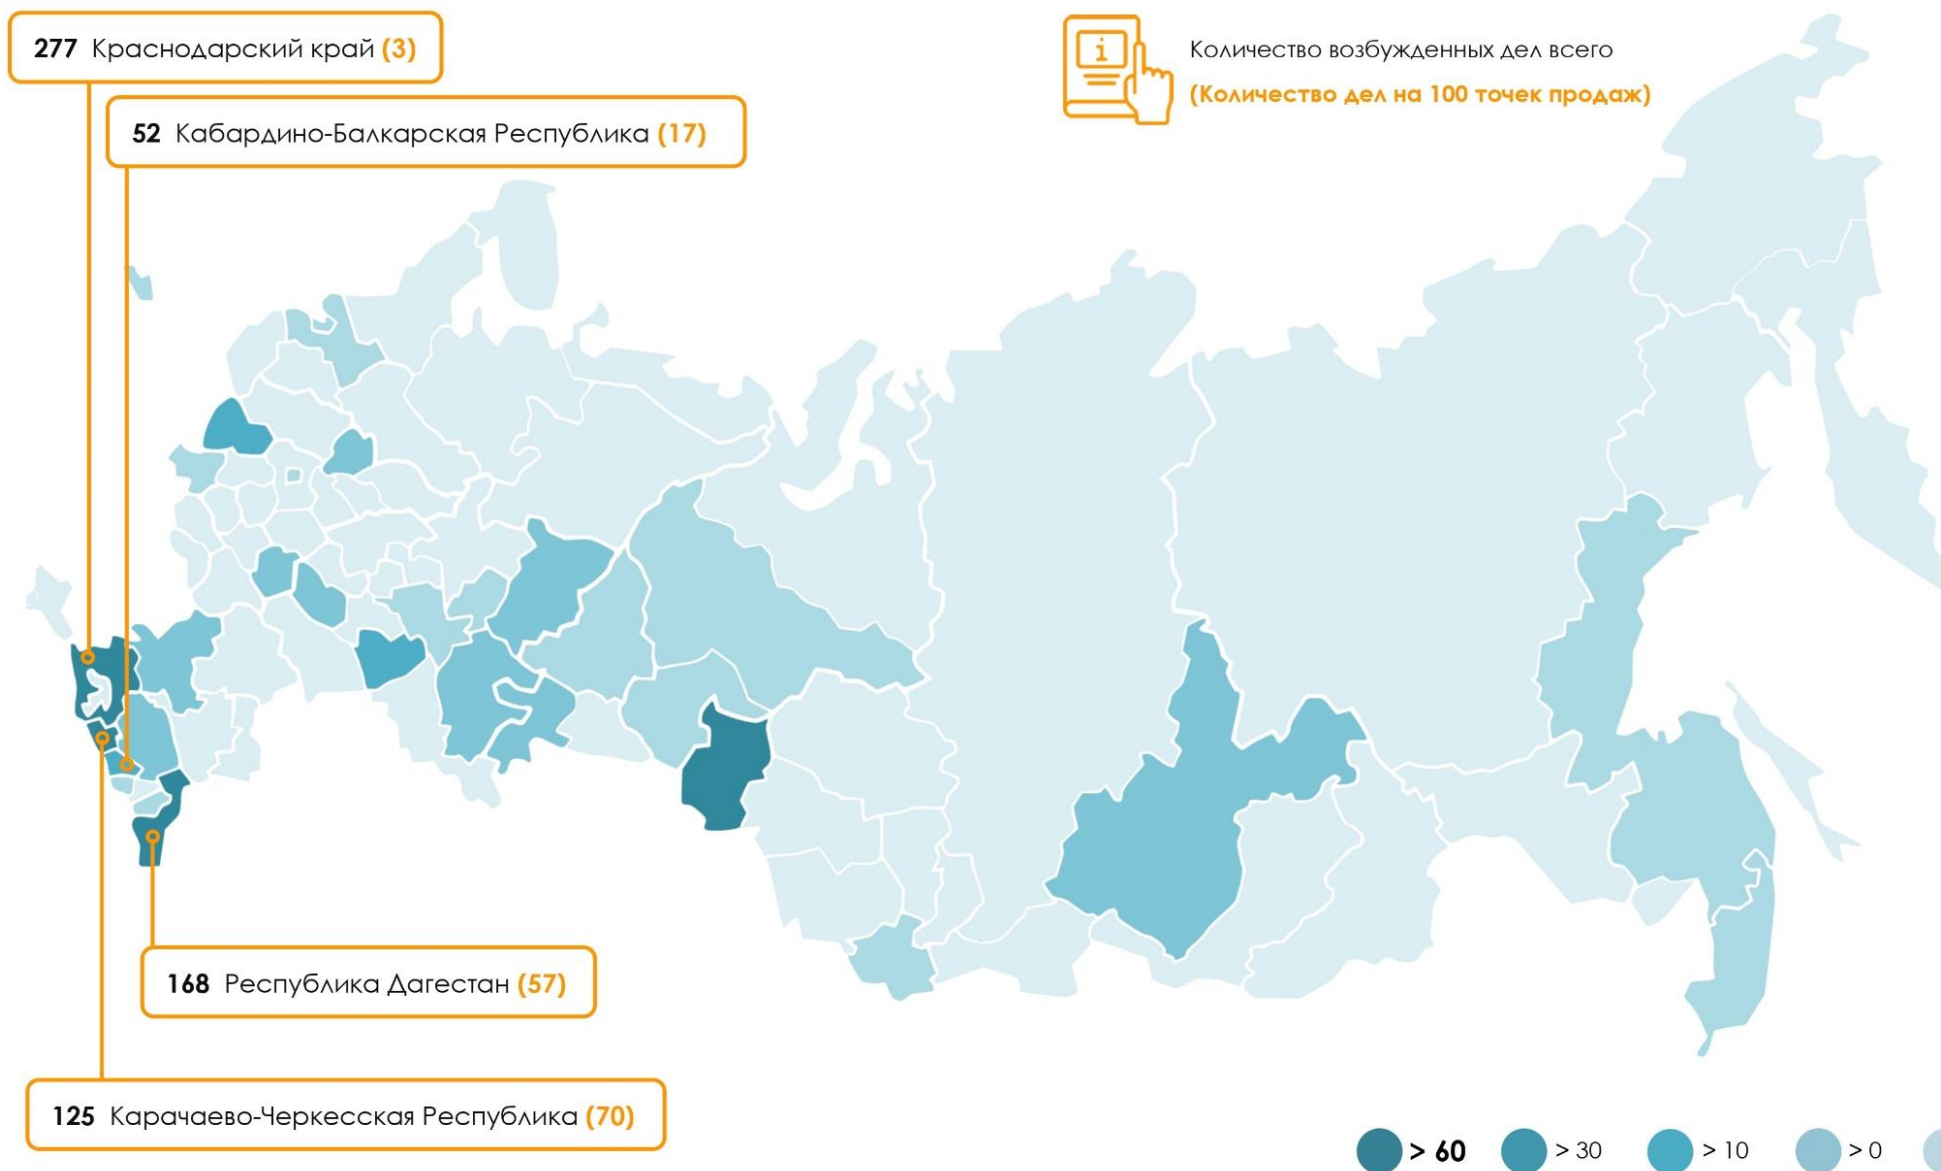 277 Краснодарский край (3)
52 Кабардино-Балкарская Республика (17)
i
Количество возбужденных дел всего
(Количество дел на 100 точек продаж)
168 Республика Дагестан (57)
125 Карачаево-Черкесская Республика (70)
> 60 > 30 > 10 > 0